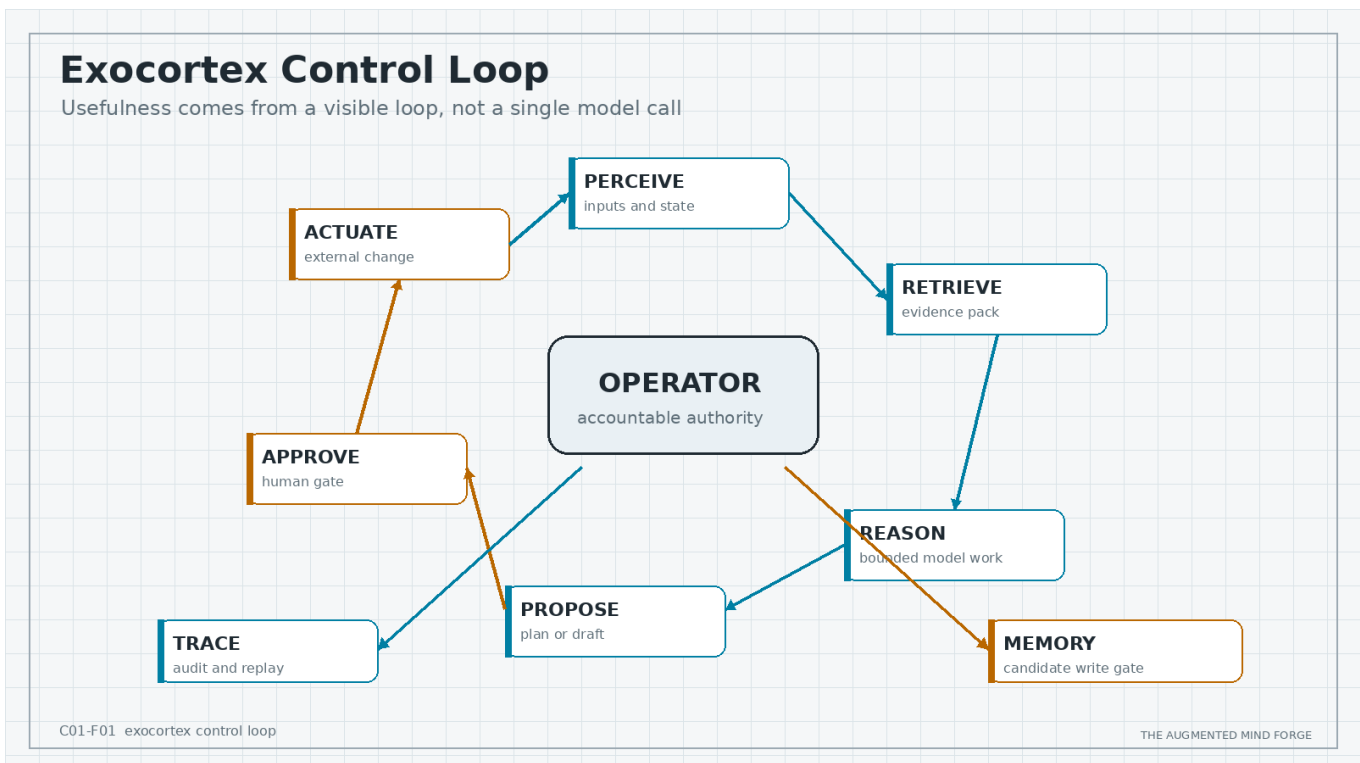 Exocortex Control Loop
Usefulness comes from a visible loop, not a single model call
PERCEIVE
inputs and state
ACTUATE
external change
RETRIEVE
evidence pack
OPERATOR
accountable authority
APPROVE
human gate
REASON
bounded model work
PROPOSE
plan or draft
TRACE
audit and replay
MEMORY
candidate write gate
C01-F01 exocortex control loop
THE AUGMENTED MIND FORGE